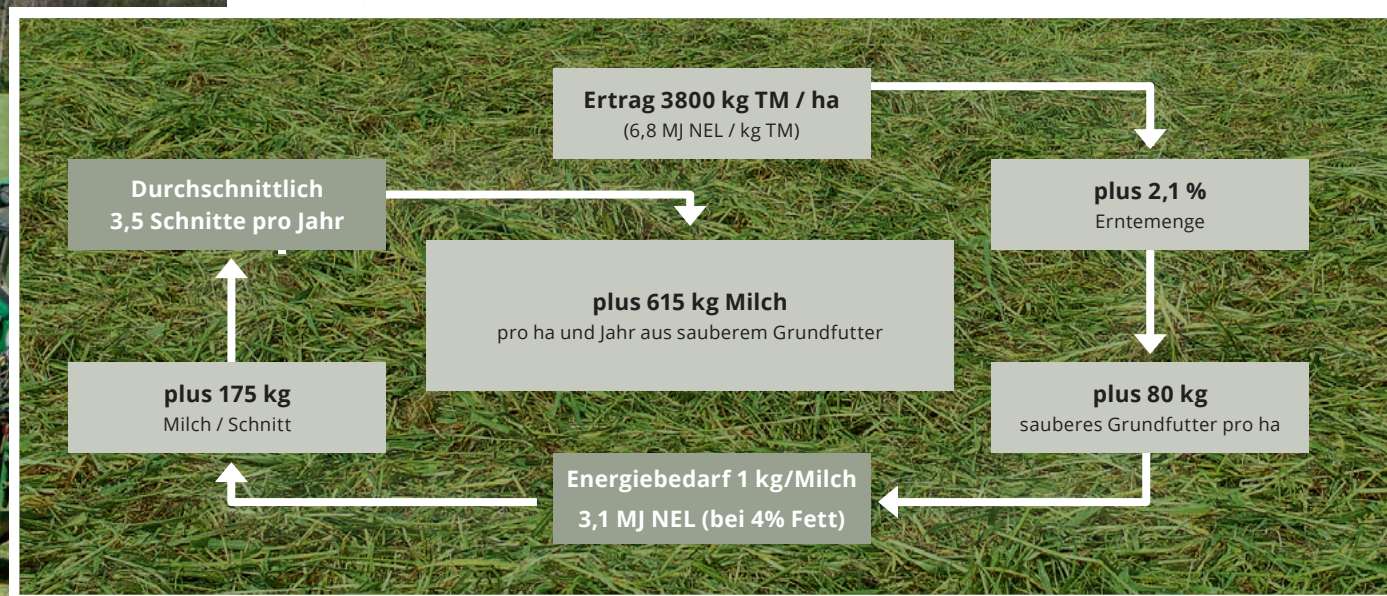 Ertrag 3800 kg TM / ha
(6,8 MJ NEL / kg TM)
plus 2,1 %
Erntemenge
plus 80 kg
sauberes Grundfutter pro ha
Energiebedarf 1 kg/Milch
3,1 MJ NEL (bei 4% Fett)
plus 175 kg
Milch / Schnitt
Durchschnittlich
3,5 Schnitte pro Jahr
plus 615 kg Milch
pro ha und Jahr aus sauberem Grundfutter